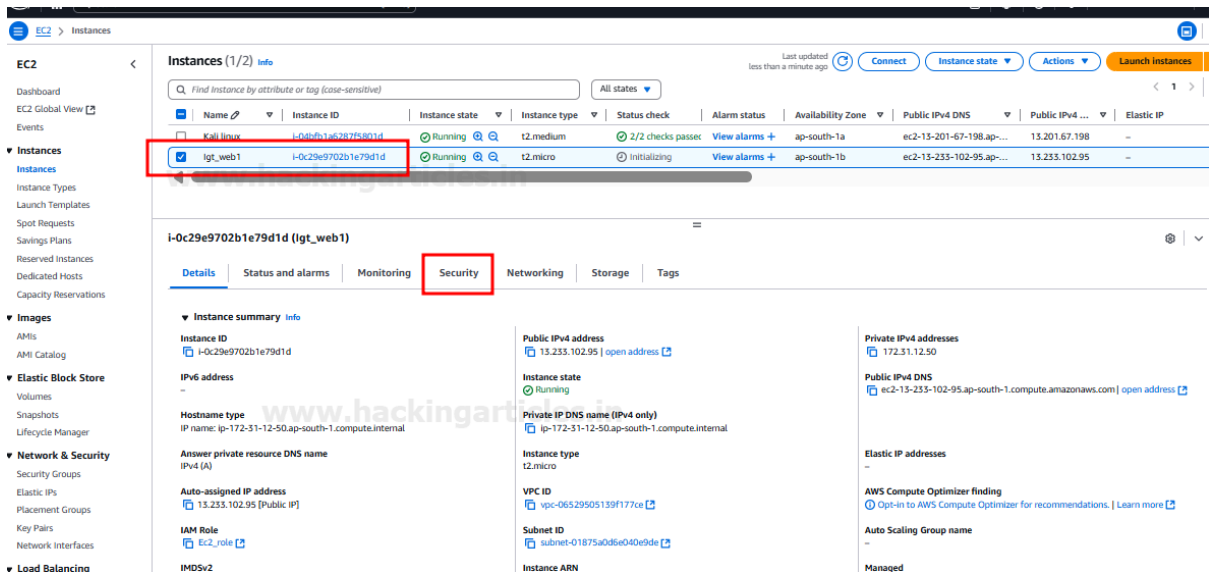 EC2 > Instances
EC2
Dashboard
EC2 Global View
Events
Instances
Instances
Instance Types
Launch Templates
Spot Requests
Savings Plans
Reserved Instances
Dedicated Hosts
Capacity Reservations
Images
AMIs
AMI Catalog
Elastic Block Store
Volumes
Snapshots
Lifecycle Manager
Network & Security
Security Groups
Elastic IPs
Placement Groups
Key Pairs
Network Interfaces
Load Balancing
Instances (1/2) Info
Last updated
less than a minute ago
Connect Instance state Actions Launch instances
Find Instance by attribute or tag (case-sensitive) All states
1
Name Instance ID Instance state Instance type Status check Alarm status Availability Zone Public IPv4 DNS Public IPv4 ... Elastic IP
Kali linux i-04bfb1a6287f5801d Running t2.medium 2/2 checks passec View alarms + ap-south-1a ec2-13-201-67-198.ap-... 13.201.67.198 –
lgt_web1 i-0c29e9702b1e79d1d Running t2.micro Initializing View alarms + ap-south-1b ec2-13-233-102-95.ap-... 13.233.102.95 –
www.hackingarticles.in
i-0c29e9702b1e79d1d (lgt_web1)
Details Status and alarms Monitoring Security Networking Storage Tags
Instance summary Info
Instance ID
i-0c29e9702b1e79d1d
Public IPv4 address
13.233.102.95 | open address
Private IPv4 addresses
172.31.12.50
IPv6 address
–
Instance state
Running
Public IPv4 DNS
ec2-13-233-102-95.ap-south-1.compute.amazonaws.com | open address
www.hackingarticles.in
Hostname type
IP name: ip-172-31-12-50.ap-south-1.compute.internal
Private IP DNS name (IPv4 only)
ip-172-31-12-50.ap-south-1.compute.internal
Answer private resource DNS name
IPv4 (A)
Instance type
t2.micro
Elastic IP addresses
–
Auto-assigned IP address
13.233.102.95 [Public IP]
VPC ID
vpc-06529505139f177ce
AWS Compute Optimizer finding
Opt-in to AWS Compute Optimizer for recommendations. | Learn more
IAM Role
Ec2_role
Subnet ID
subnet-01875a0d6e040e9de
Auto Scaling Group name
–
IMDSv2
Instance ARN
Managed